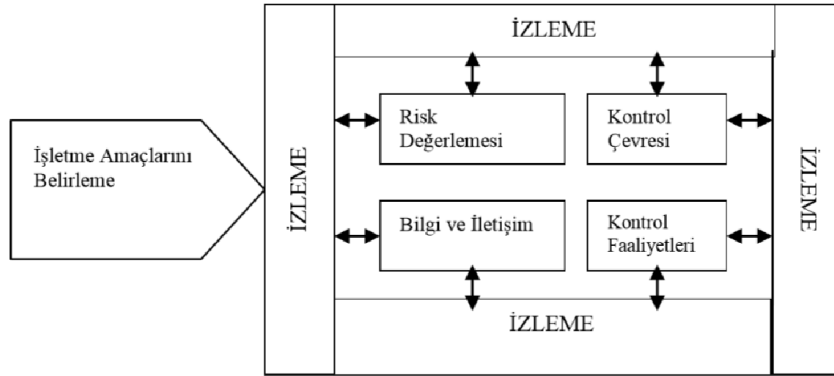 İZLEME
Risk
Değerlemesi
Kontrol
Çevresi
İşletme Amaçlarını
Belirleme
İZLEME
İZLEME
Bilgi ve İletişim
Kontrol
Faaliyetleri
İZLEME